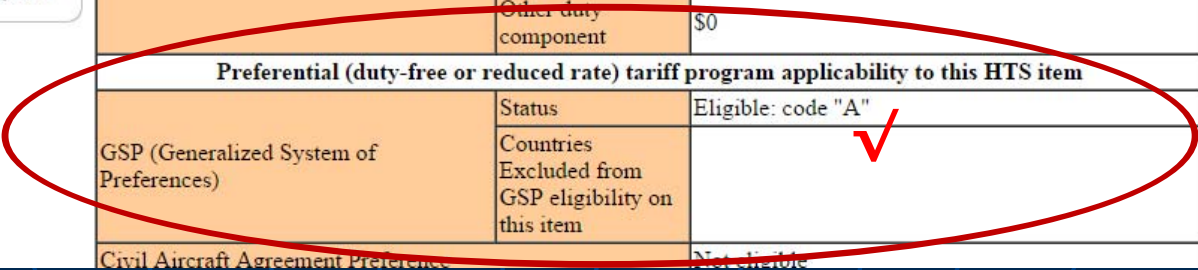 Other duty
component
$0
Preferential (duty-free or reduced rate) tariff program applicability to this HTS item
GSP (Generalized System of
Preferences)
Status
Eligible: code "A"
√
Countries
Excluded from
GSP eligibility on
this item
Civil Aircraft Agreement Preference
Not eligible